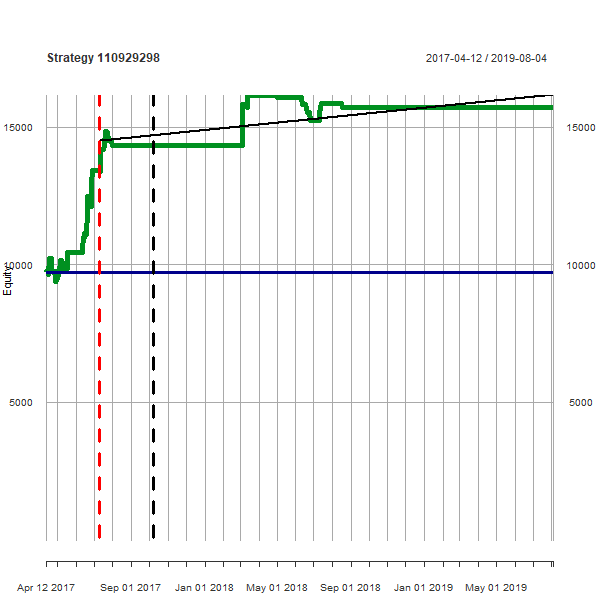 Strategy 110929298
2017-04-12 / 2019-08-04
15000
15000
10000
10000
Equity
5000
5000
Apr 12 2017
Sep 01 2017
Jan 01 2018
May 01 2018
Sep 01 2018
Jan 01 2019
May 01 2019